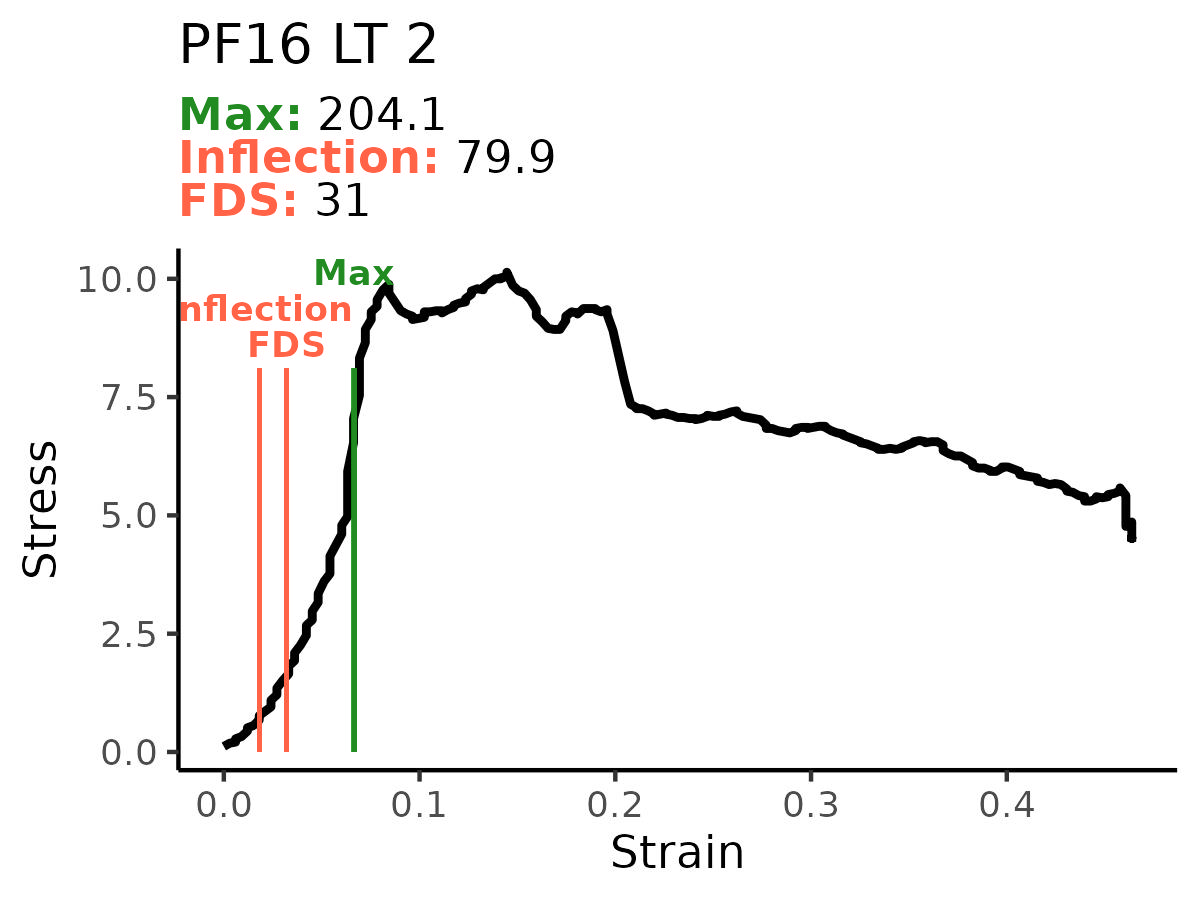 PF16 LT 2
Max: 204.1
Inflection: 79.9
FDS: 31
Max
nflection
FDS
10.0
7.5
5.0
2.5
0.0
Stress
0.0 0.1 0.2 0.3 0.4
Strain